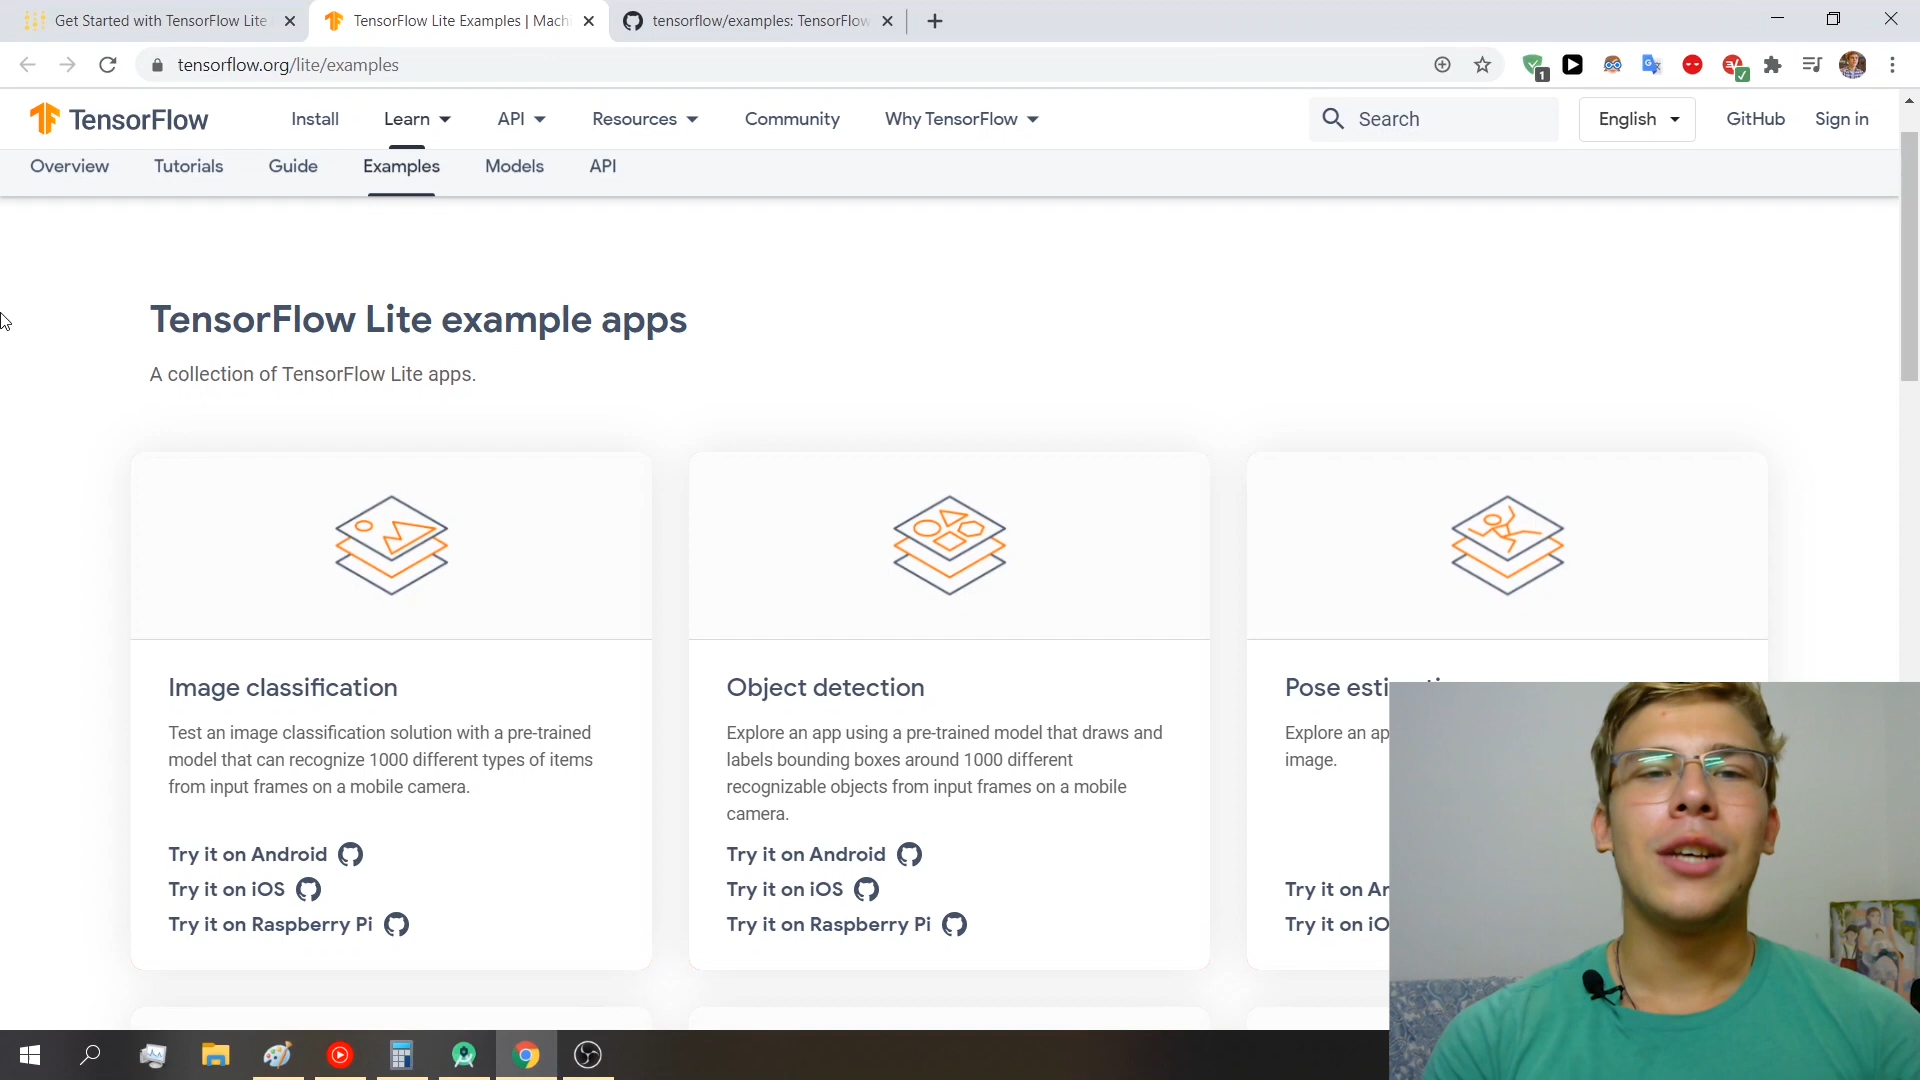 Get Started with TensorFlow Lite
TensorFlow Lite Examples | Mach
tensorflow/examples: TensorFlow
tensorflow.org/lite/examples
1
TensorFlow
Install
Learn
API
Resources
Community
Why TensorFlow
Search
English
GitHub
Sign in
Overview
Tutorials
Guide
Examples
Models
API
TensorFlow Lite example apps
A collection of TensorFlow Lite apps.
Image classification
Test an image classification solution with a pre-trained
model that can recognize 1000 different types of items
from input frames on a mobile camera.
Try it on Android
Try it on iOS
Try it on Raspberry Pi
Object detection
Explore an app using a pre-trained model that draws and
labels bounding boxes around 1000 different
recognizable objects from input frames on a mobile
camera.
Try it on Android
Try it on iOS
Try it on Raspberry Pi
Pose
Explore an ap
image.
Try it on
Try it on